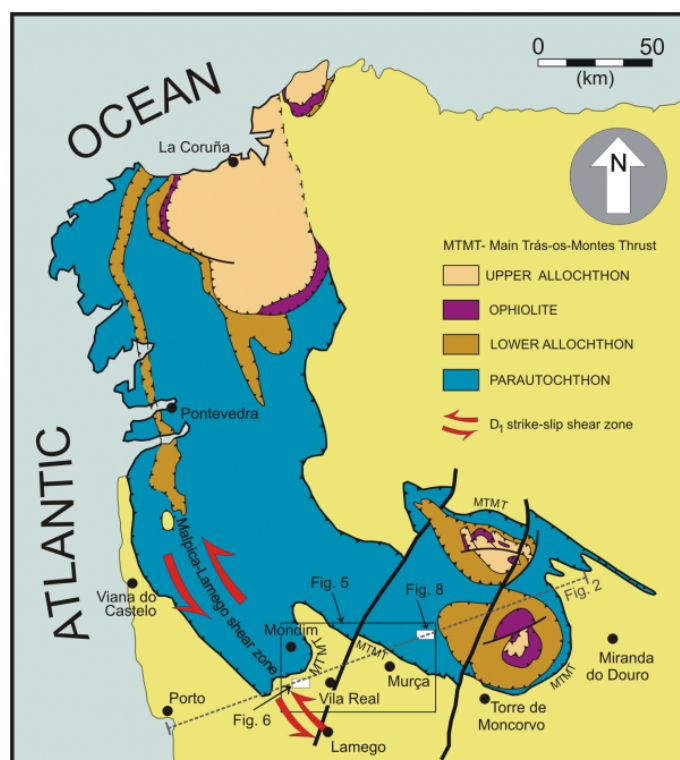 ATLANTIC OCEAN
0 50
(km)
La Coruña
N
MTMT- Main Trás-os-Montes Thrust
UPPER ALLOCHTHON
OPHIOLITE
LOWER ALLOCHTHON
PARAUTOCHTHON
D1 strike-slip shear zone
Pontevedra
MTMT
Malpica-Lamego shear zone
Viana do
Castelo
Fig. 5
Fig. 8
Fig. 2
Mondim
MTMT
MTMT
Murça
MTMT
Miranda
do Douro
Porto
Vila Real
Torre de
Moncorvo
Fig. 6
Lamego